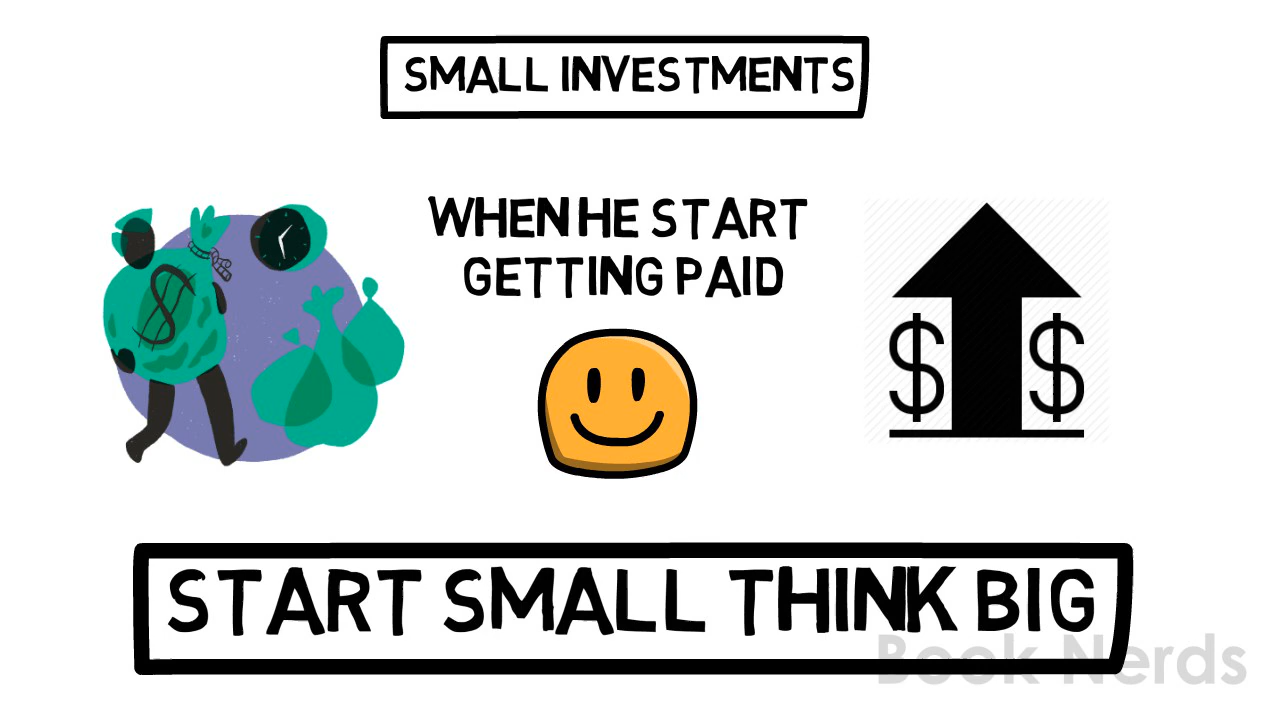 SMALL INVESTMENTS
WHEN HE START
GETTING PAID
$
$ $
START SMALL THINK BIG
Book Nerds